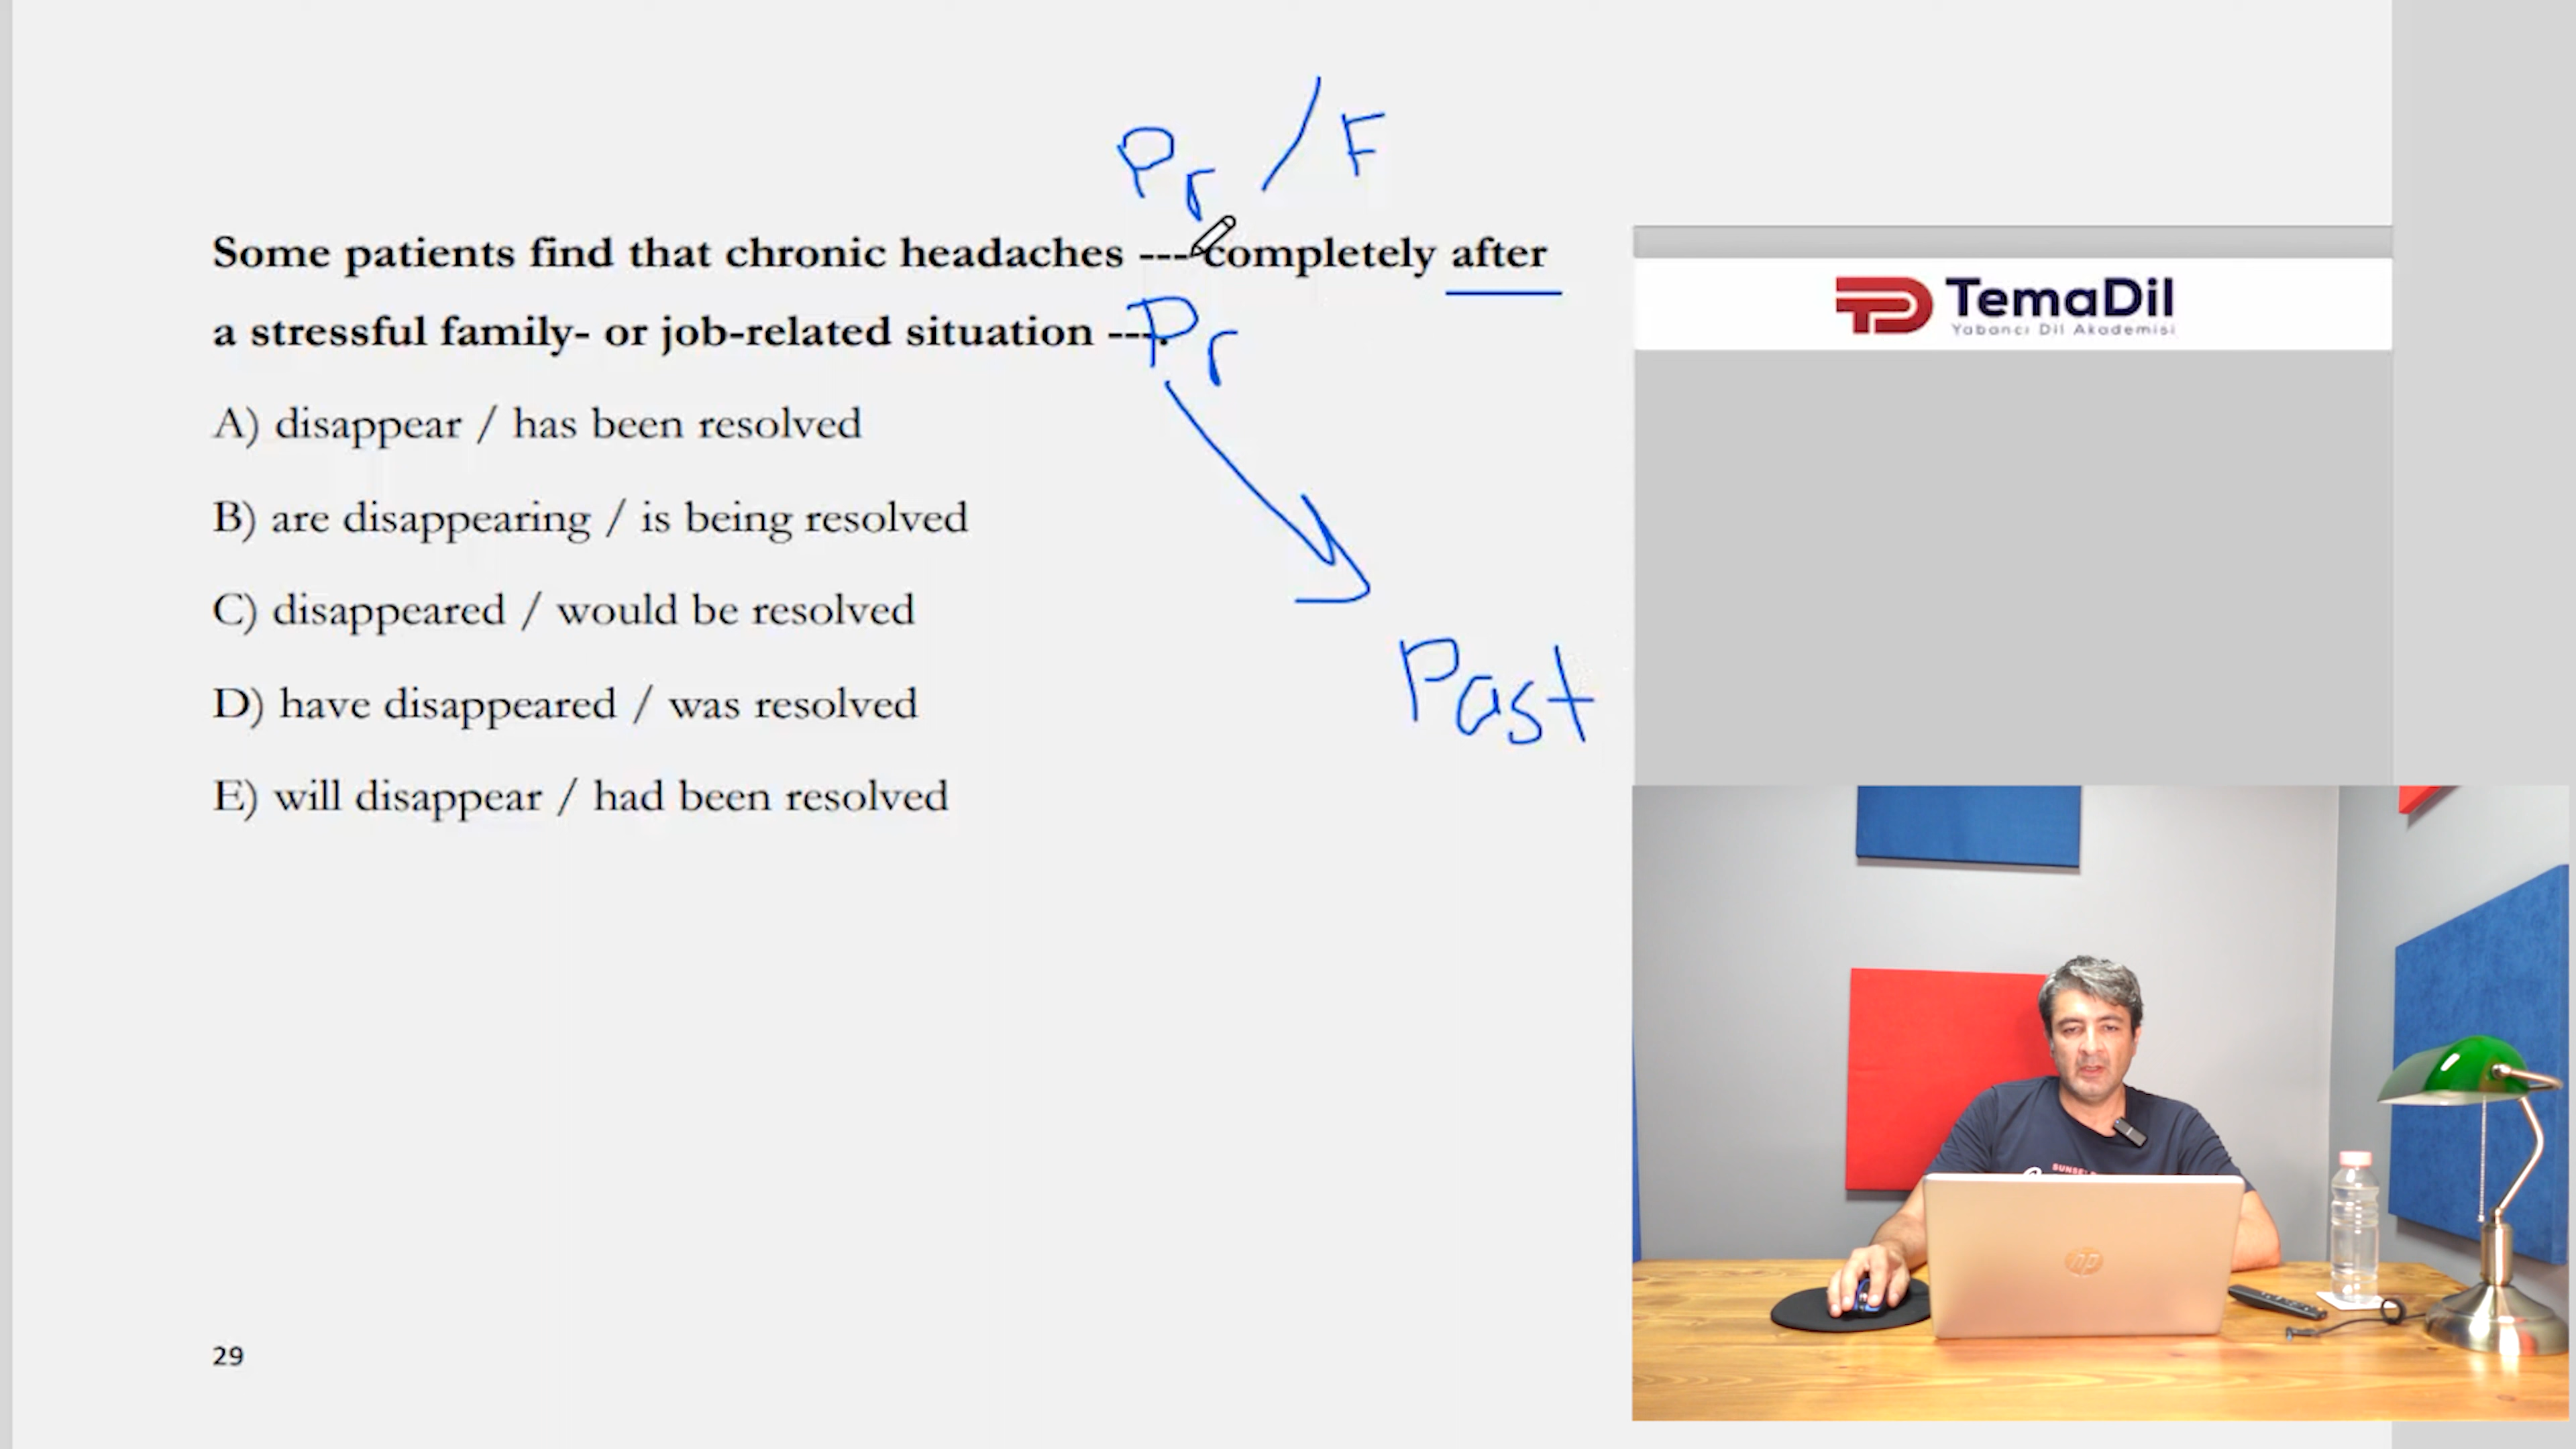 Pr / F
Some patients find that chronic headaches ---- completely after
a stressful family- or job-related situation ----.
Pr
A) disappear / has been resolved
B) are disappearing / is being resolved
C) disappeared / would be resolved
D) have disappeared / was resolved
E) will disappear / had been resolved
Past
29
TemaDil
Yabancı Dil Akademisi
hp